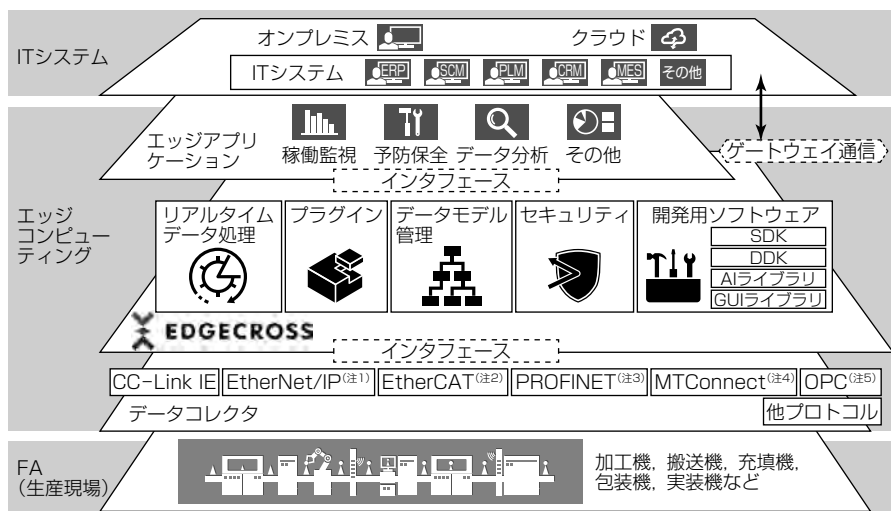 ITシステム
オンプレミス
クラウド
ITシステム ERP SCM PLM CRM MES その他
エッジアプリ
ケーション
稼働監視 予防保全 データ分析 その他
ゲートウェイ通信
インタフェース
エッジ
コンピュー
ティング
リアルタイム
データ処理
プラグイン
データモデル
管理
セキュリティ
開発用ソフトウェア
SDK
DDK
AIライブラリ
GUIライブラリ
EDGECROSS
インタフェース
CC-Link IE EtherNet/IP(注1) EtherCAT(注2) PROFINET(注3) MTConnect(注4) OPC(注5)
データコレクタ
他プロトコル
FA
(生産現場)
加工機,搬送機,充填機,
包装機,実装機など